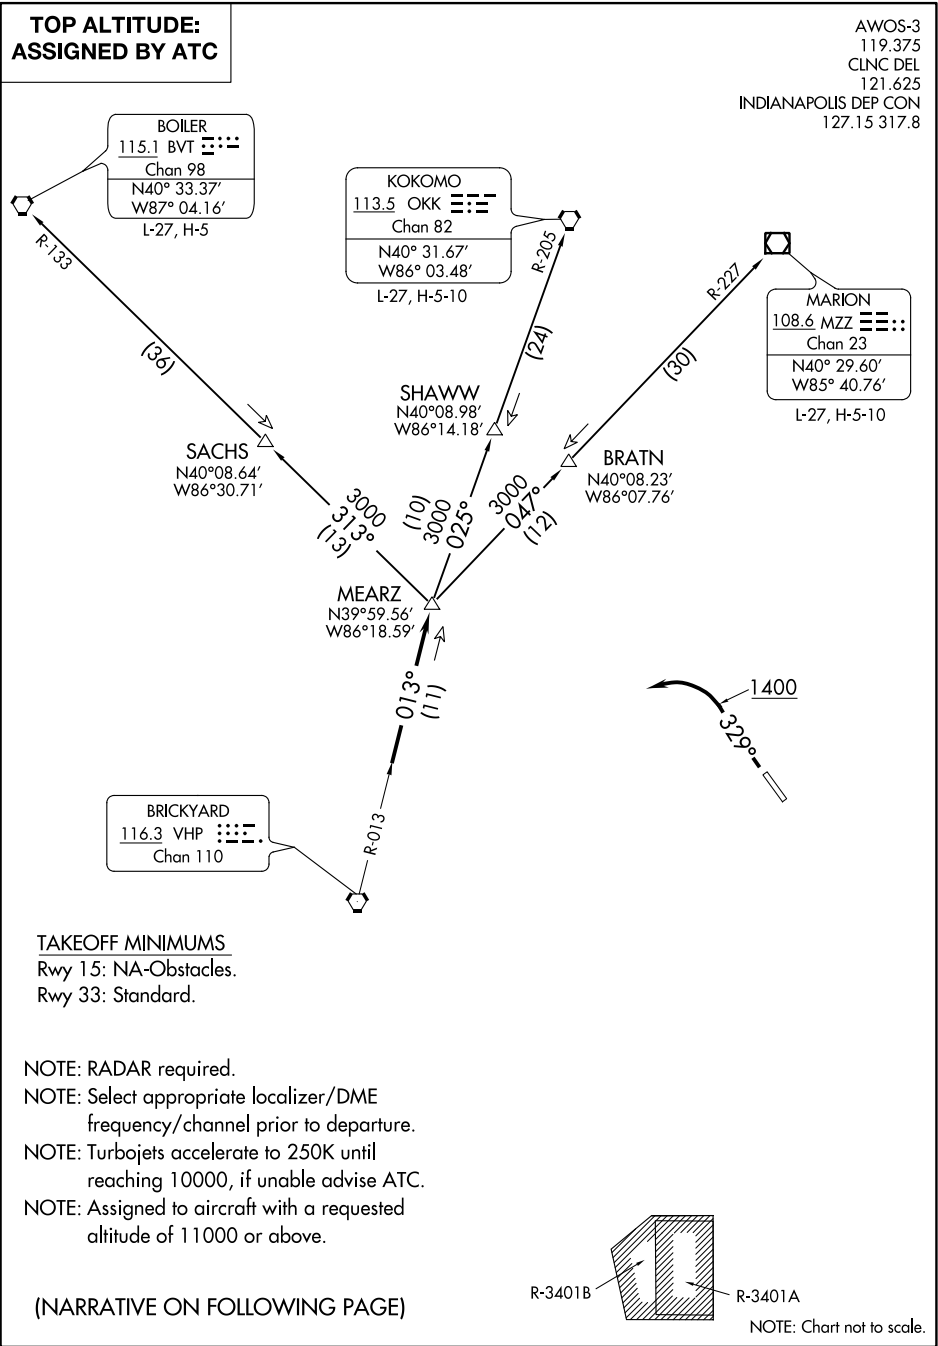 TOP ALTITUDE:
ASSIGNED BY ATC
AWOS-3
119.375
CLNC DEL
121.625
INDIANAPOLIS DEP CON
127.15 317.8
BOILER
115.1 BVT
Chan 98
N40° 33.37′
W87° 04.16′
L-27, H-5
KOKOMO
113.5 OKK
Chan 82
N40° 31.67′
W86° 03.48′
L-27, H-5-10
MARION
108.6 MZZ
Chan 23
N40° 29.60′
W85° 40.76′
L-27, H-5-10
R-133
R-205
R-227
(36)
(24)
(30)
SHAWW
N40°08.98′
W86°14.18′
SACHS
N40°08.64′
W86°30.71′
BRATN
N40°08.23′
W86°07.76′
3000
313°
(13)
(10)
3000
025°
3000
047°
(12)
MEARZ
N39°59.56′
W86°18.59′
013°
(11)
1400
329°
BRICKYARD
116.3 VHP
Chan 110
R-013
TAKEOFF MINIMUMS
Rwy 15: NA-Obstacles.
Rwy 33: Standard.
NOTE: RADAR required.
NOTE: Select appropriate localizer/DME
frequency/channel prior to departure.
NOTE: Turbojets accelerate to 250K until
reaching 10000, if unable advise ATC.
NOTE: Assigned to aircraft with a requested
altitude of 11000 or above.
(NARRATIVE ON FOLLOWING PAGE)
R-3401B
R-3401A
NOTE: Chart not to scale.